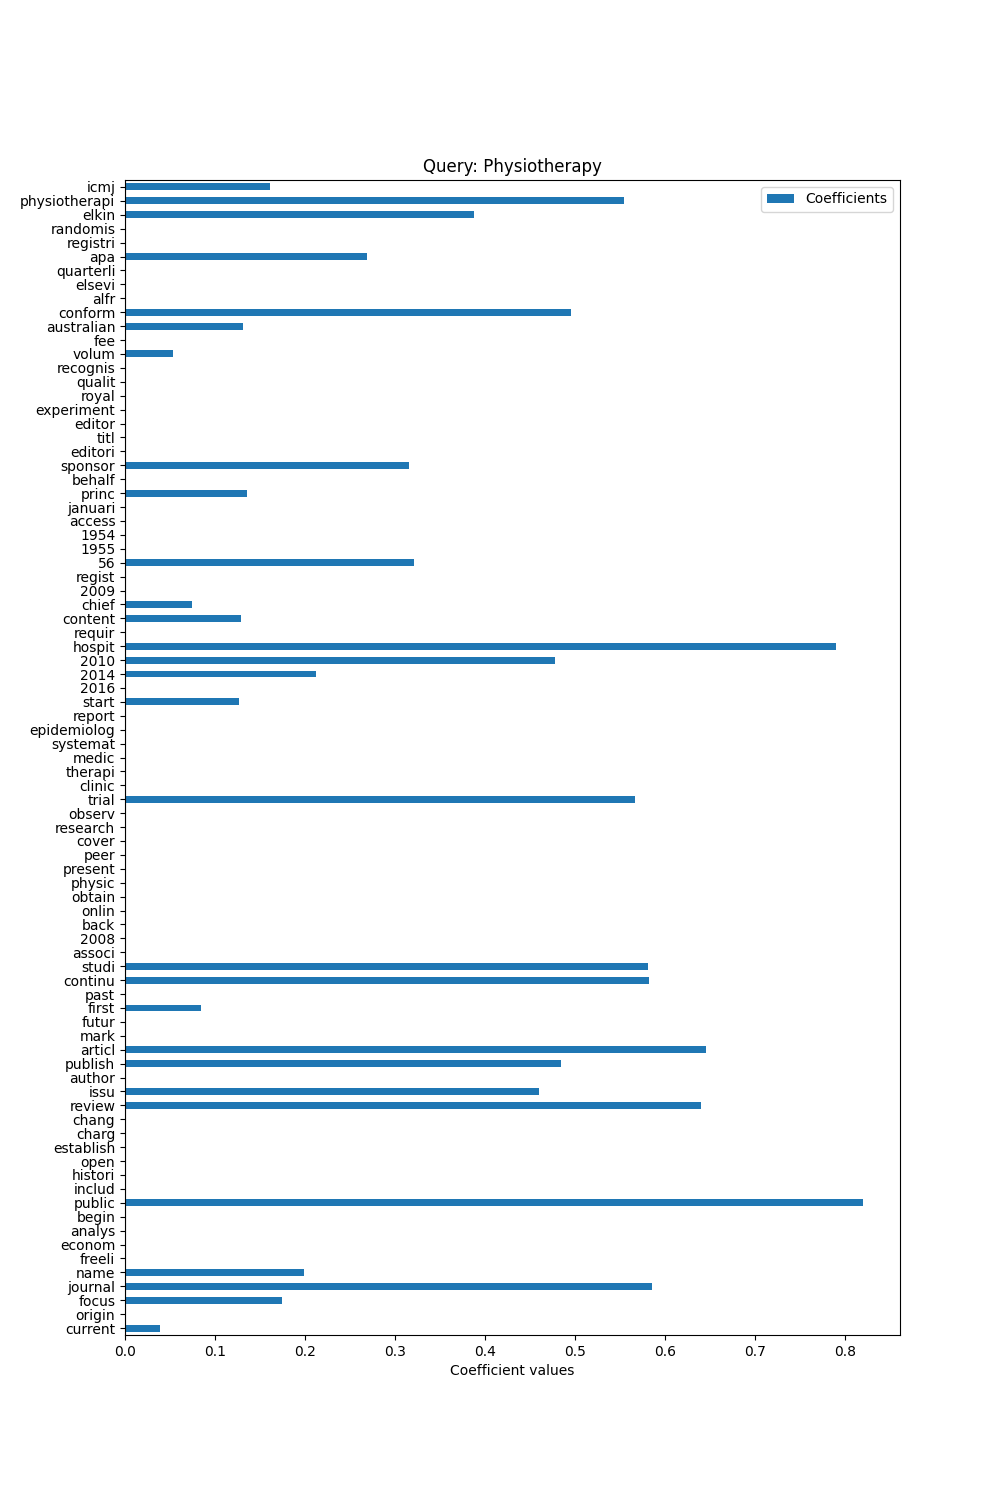 Query: Physiotherapy
Coefficients
icmj
physiotherapi
elkin
randomis
registri
apa
quarterli
elsevi
alfr
conform
australian
fee
volum
recognis
qualit
royal
experiment
editor
titl
editori
sponsor
behalf
princ
januari
access
1954
1955
56
regist
2009
chief
content
requir
hospit
2010
2014
2016
start
report
epidemiolog
systemat
medic
therapi
clinic
trial
observ
research
cover
peer
present
physic
obtain
onlin
back
2008
associ
studi
continu
past
first
futur
mark
articl
publish
author
issu
review
chang
charg
establish
open
histori
includ
public
begin
analys
econom
freeli
name
journal
focus
origin
current
0.0 0.1 0.2 0.3 0.4 0.5 0.6 0.7 0.8
Coefficient values